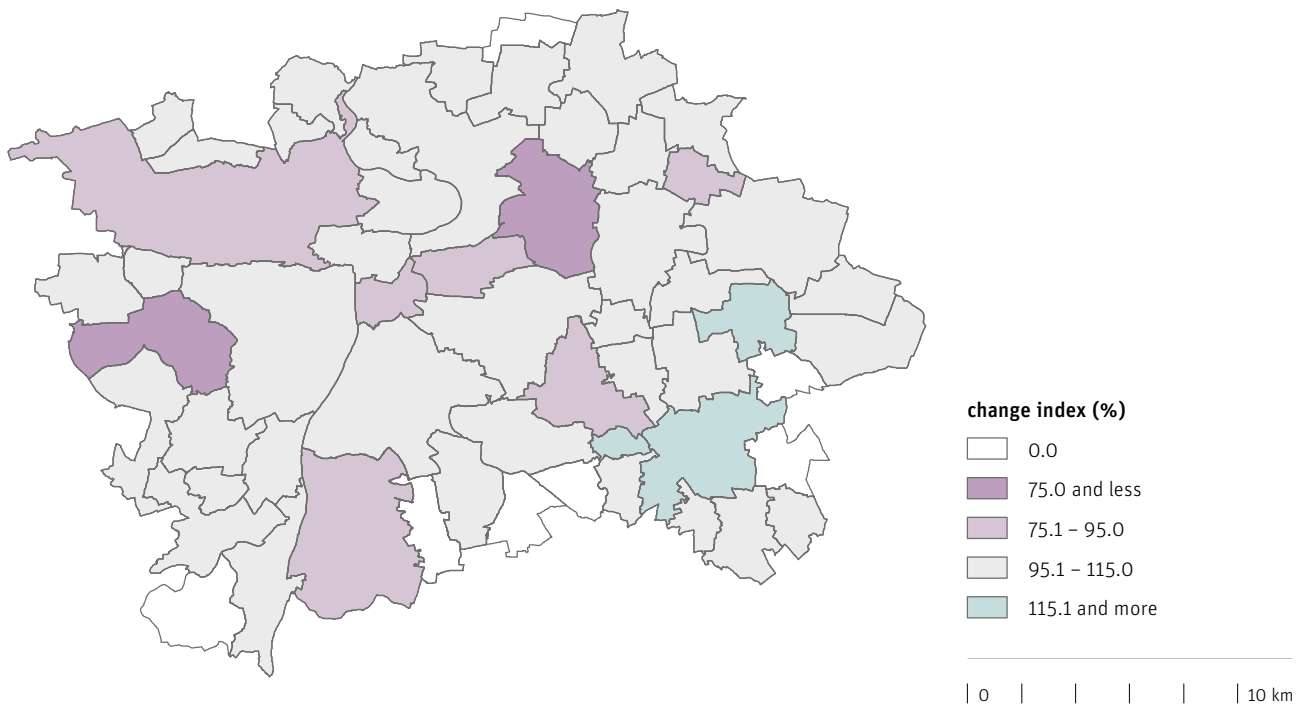 change index (%)
0.0
75.0 and less
75.1 – 95.0
95.1 – 115.0
115.1 and more
0 10 km